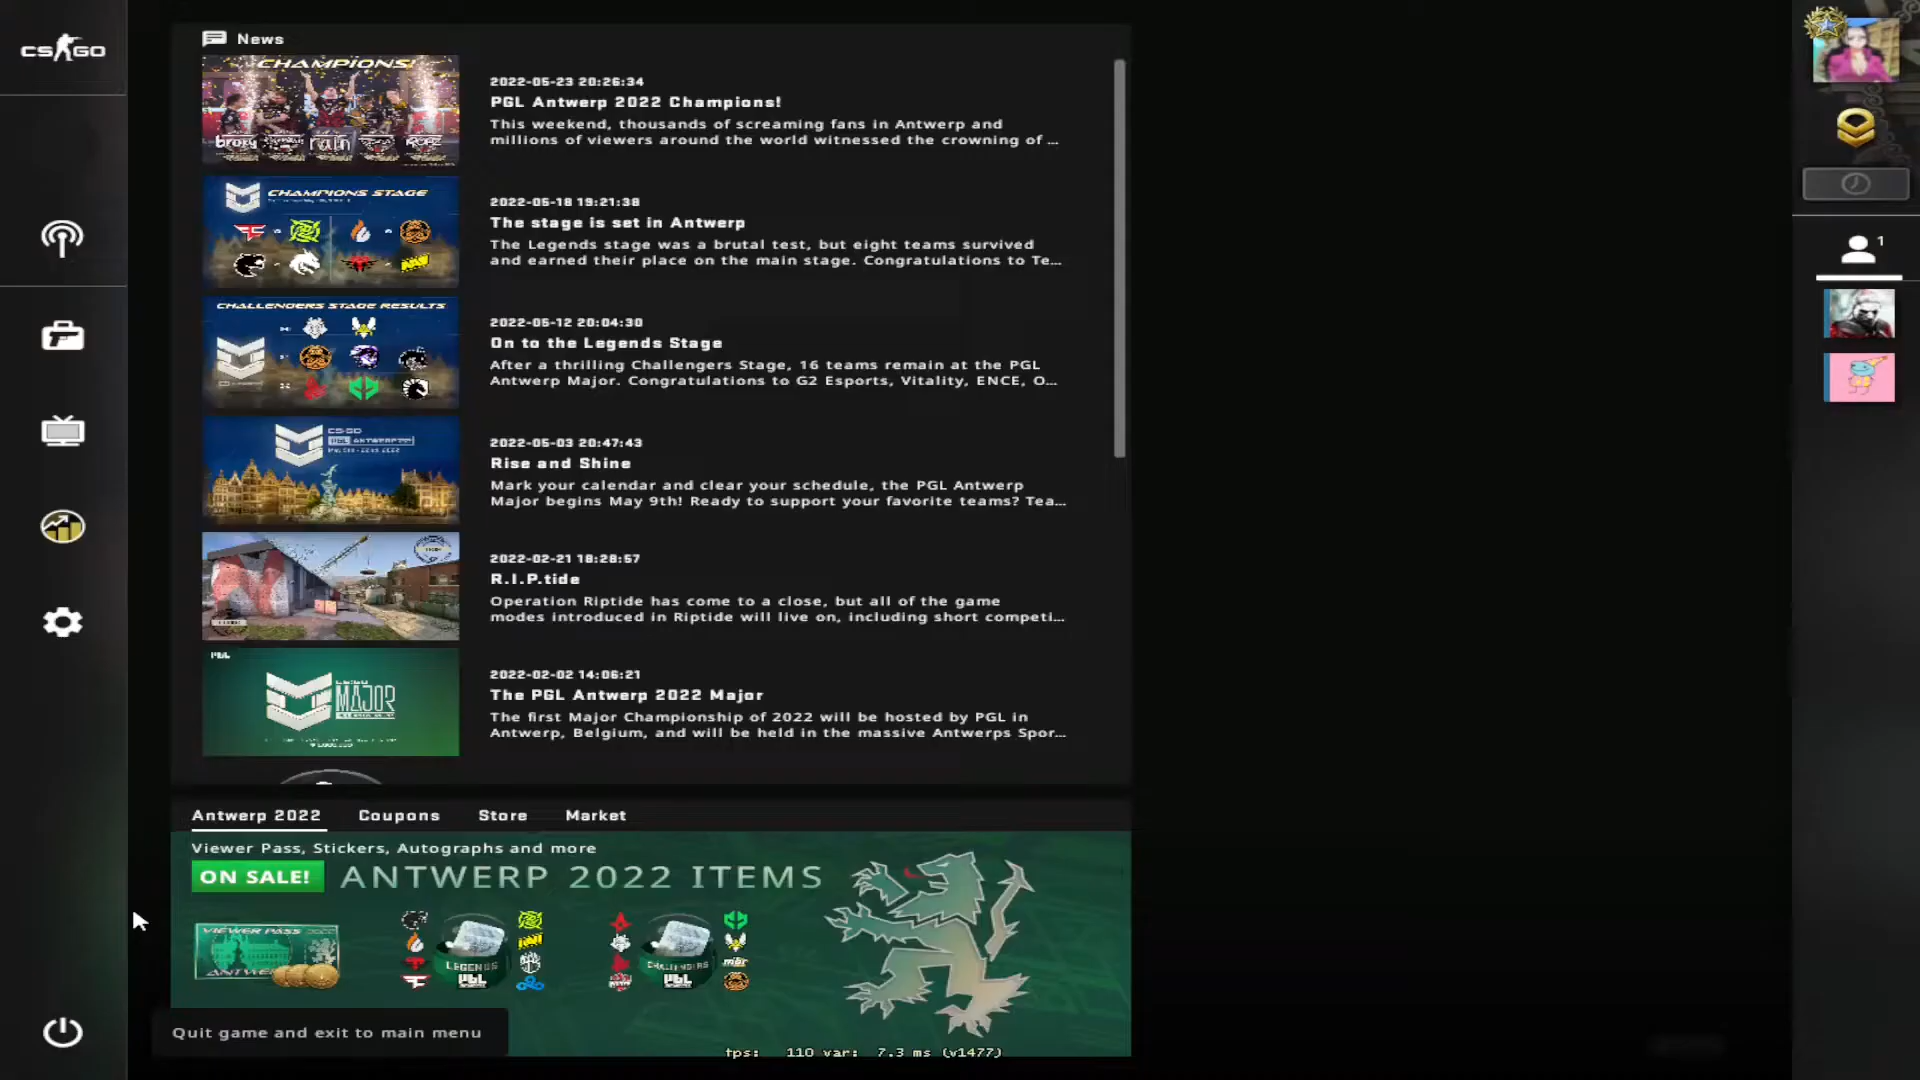 CS GO
News
CHAMPIONS!
broky
rain
2022-05-23 20:26:34
PGL Antwerp 2022 Champions!
This weekend, thousands of screaming fans in Antwerp and
millions of viewers around the world witnessed the crowning of ...
CHAMPIONS STAGE
2022-05-18 19:21:38
The stage is set in Antwerp
The Legends stage was a brutal test, but eight teams survived
and earned their place on the main stage. Congratulations to Te...
CHALLENGERS STAGE RESULTS
2022-05-12 20:04:30
On to the Legends Stage
After a thrilling Challengers Stage, 16 teams remain at the PGL
Antwerp Major. Congratulations to G2 Esports, Vitality, ENCE, O...
CS:GO
PGL ANTWERP 2022
2022-05-03 20:47:43
Rise and Shine
Mark your calendar and clear your schedule, the PGL Antwerp
Major begins May 9th! Ready to support your favorite teams? Tea...
2022-02-21 18:28:57
R.I.P.tide
Operation Riptide has come to a close, but all of the game
modes introduced in Riptide will live on, including short competi...
PGL
MAJOR
2022-02-02 14:06:21
The PGL Antwerp 2022 Major
The first Major Championship of 2022 will be hosted by PGL in
Antwerp, Belgium, and will be held in the massive Antwerps Spor...
Antwerp 2022 Coupons Store Market
Viewer Pass, Stickers, Autographs and more
ON SALE! ANTWERP 2022 ITEMS
VIEWER PASS
LEGENDS
PGL
CHALLENGERS
PGL
mibr
Quit game and exit to main menu
fps: 110 var: 7.3 ms (v1477)
1